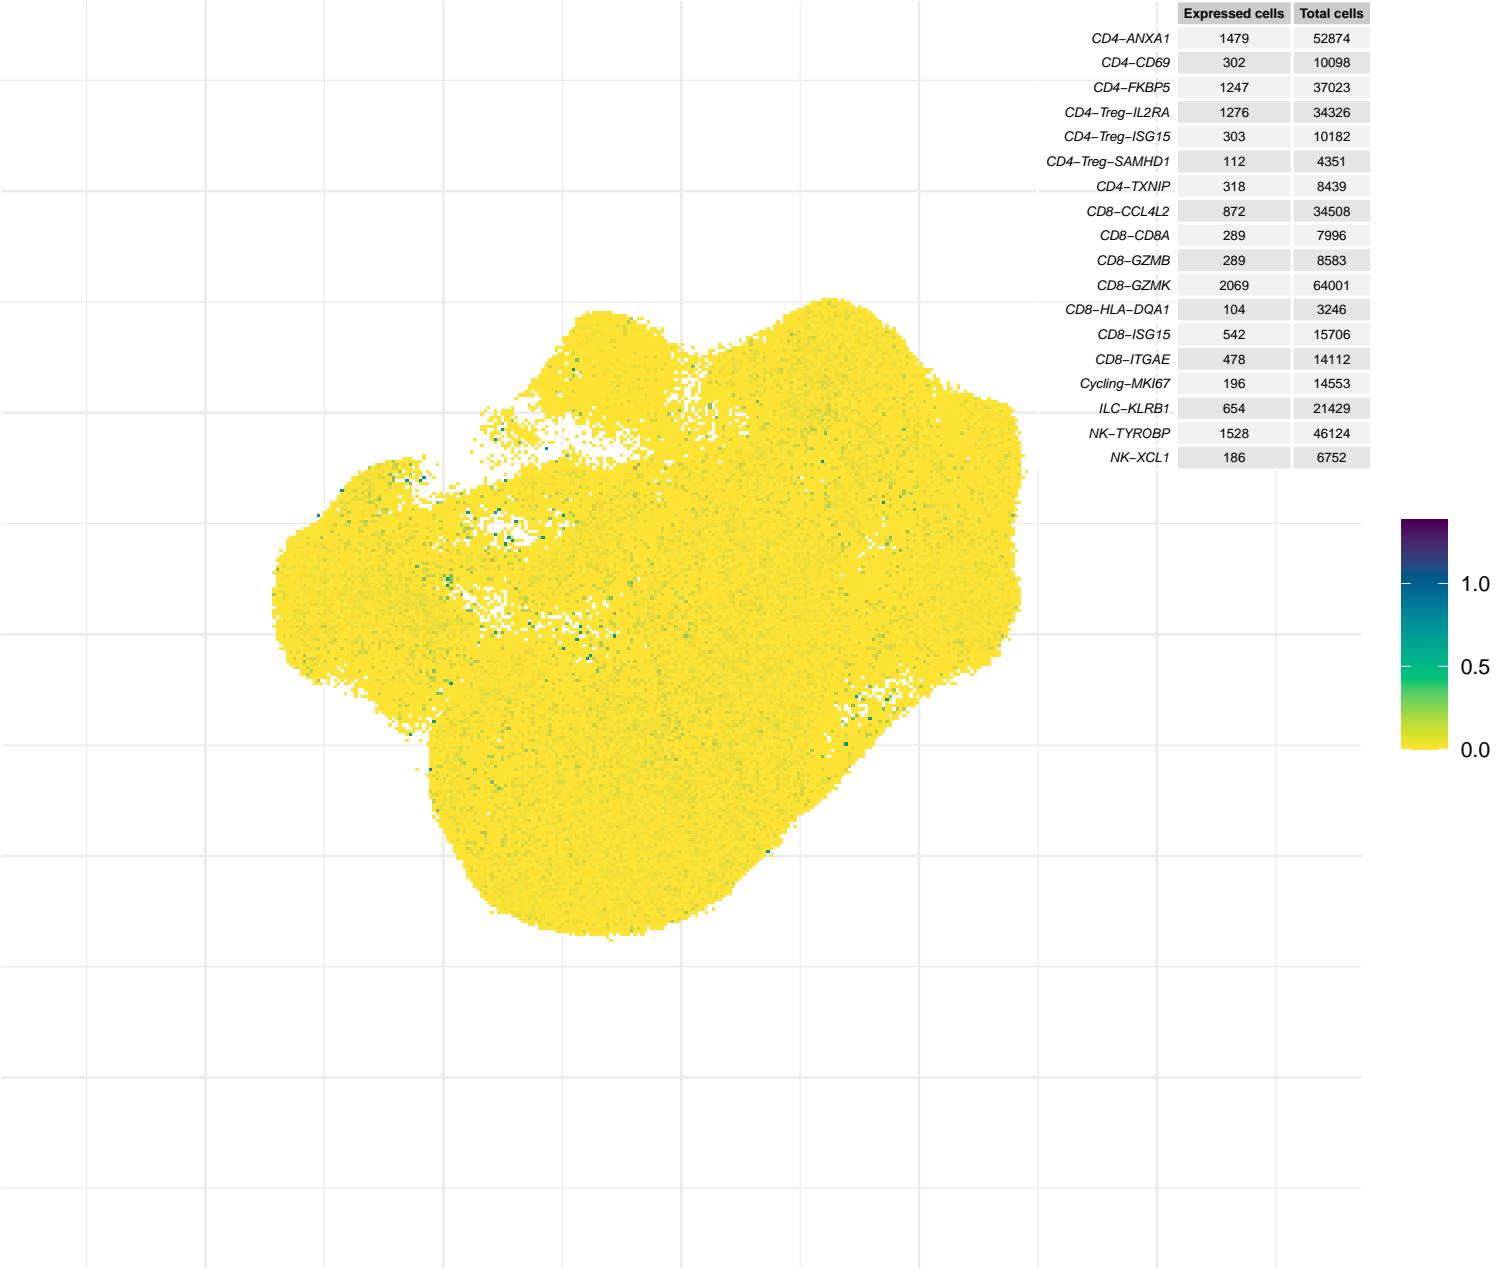 Expressed cells Total cells
CD4−ANXA1 1479 52874
CD4−CD69 302 10098
CD4−FKBP5 1247 37023
CD4−Treg−IL2RA 1276 34326
CD4−Treg−ISG15 303 10182
CD4−Treg−SAMHD1 112 4351
CD4−TXNIP 318 8439
CD8−CCL4L2 872 34508
CD8−CD8A 289 7996
CD8−GZMB 289 8583
CD8−GZMK 2069 64001
CD8−HLA−DQA1 104 3246
CD8−ISG15 542 15706
CD8−ITGAE 478 14112
Cycling−MKI67 196 14553
ILC−KLRB1 654 21429
NK−TYROBP 1528 46124
NK−XCL1 186 6752
1.0
0.5
0.0